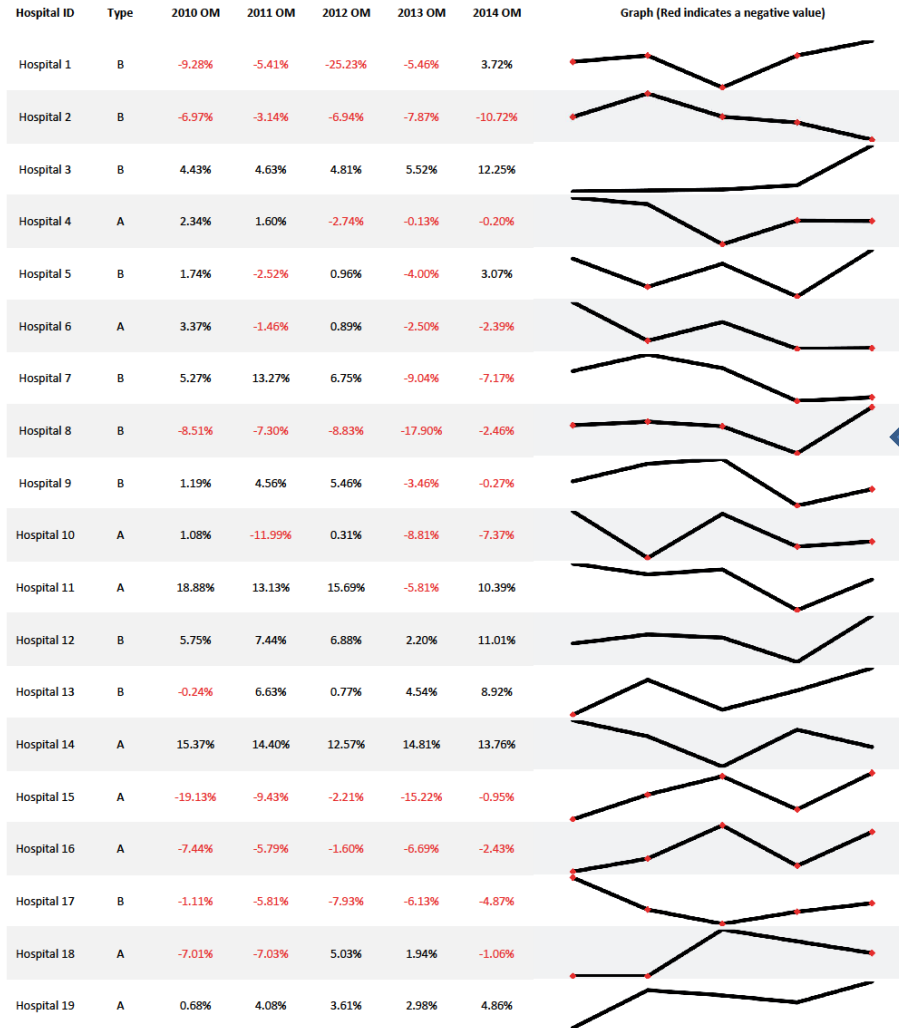 Hospital ID Type 2010 OM 2011 OM 2012 OM 2013 OM 2014 OM Graph (Red indicates a negative value)
Hospital 1 B -9.28% -5.41% -25.23% -5.46% 3.72%
Hospital 2 B -6.97% -3.14% -6.94% -7.87% -10.72%
Hospital 3 B 4.43% 4.63% 4.81% 5.52% 12.25%
Hospital 4 A 2.34% 1.60% -2.74% -0.13% -0.20%
Hospital 5 B 1.74% -2.52% 0.96% -4.00% 3.07%
Hospital 6 A 3.37% -1.46% 0.89% -2.50% -2.39%
Hospital 7 B 5.27% 13.27% 6.75% -9.04% -7.17%
Hospital 8 B -8.51% -7.30% -8.83% -17.90% -2.46%
Hospital 9 B 1.19% 4.56% 5.46% -3.46% -0.27%
Hospital 10 A 1.08% -11.99% 0.31% -8.81% -7.37%
Hospital 11 A 18.88% 13.13% 15.69% -5.81% 10.39%
Hospital 12 B 5.75% 7.44% 6.88% 2.20% 11.01%
Hospital 13 B -0.24% 6.63% 0.77% 4.54% 8.92%
Hospital 14 A 15.37% 14.40% 12.57% 14.81% 13.76%
Hospital 15 A -19.13% -9.43% -2.21% -15.22% -0.95%
Hospital 16 A -7.44% -5.79% -1.60% -6.69% -2.43%
Hospital 17 B -1.11% -5.81% -7.93% -6.13% -4.87%
Hospital 18 A -7.01% -7.03% 5.03% 1.94% -1.06%
Hospital 19 A 0.68% 4.08% 3.61% 2.98% 4.86%